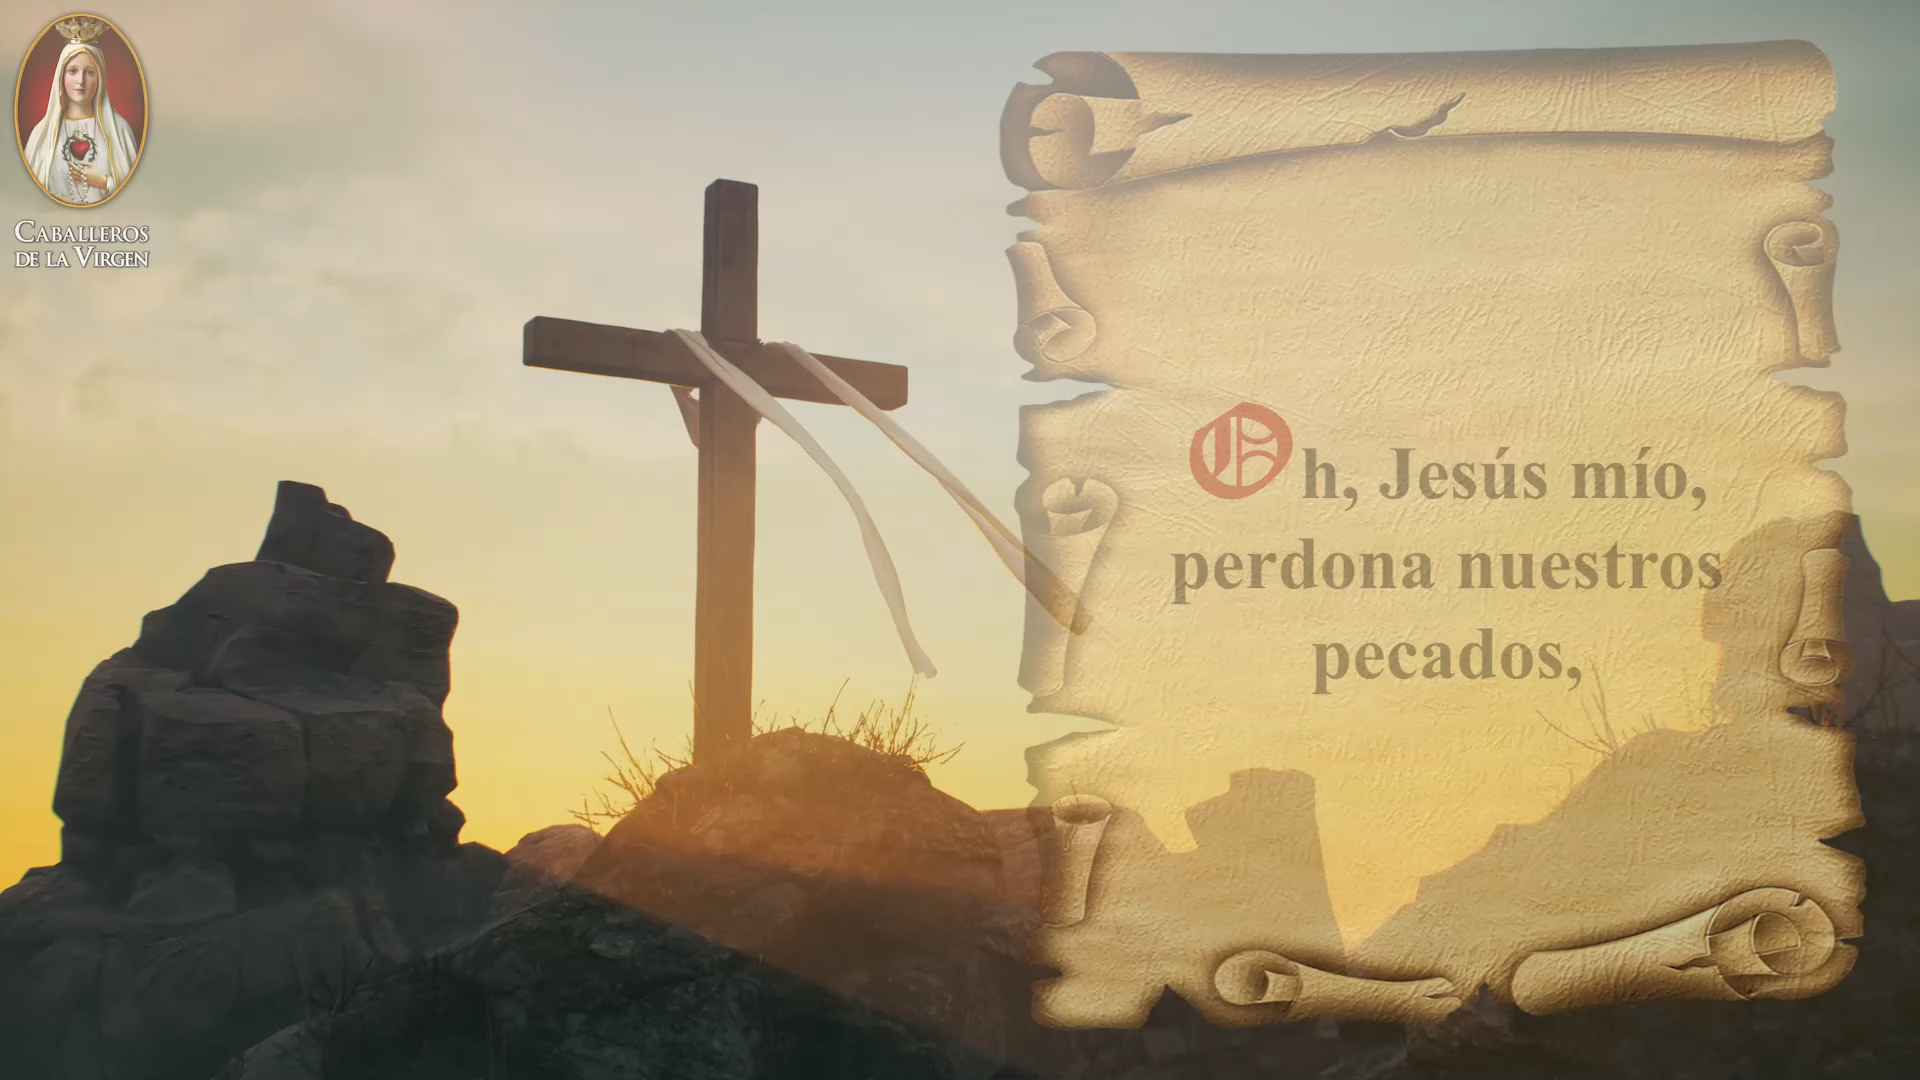 CABALLEROS
DE LA VIRGEN
Oh, Jesús mío,
perdona nuestros
pecados,